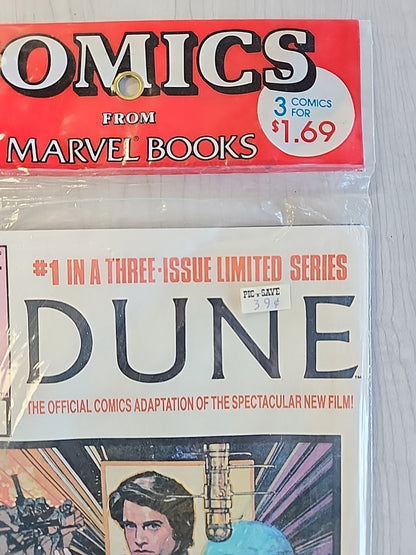 OMICS
FROM
MARVEL BOOKS
3 COMICS
FOR
$1.69
#1 IN A THREE-ISSUE LIMITED SERIES
PIC N SAVE
39¢
DUNE
THE OFFICIAL COMICS ADAPTATION OF THE SPECTACULAR NEW FILM!